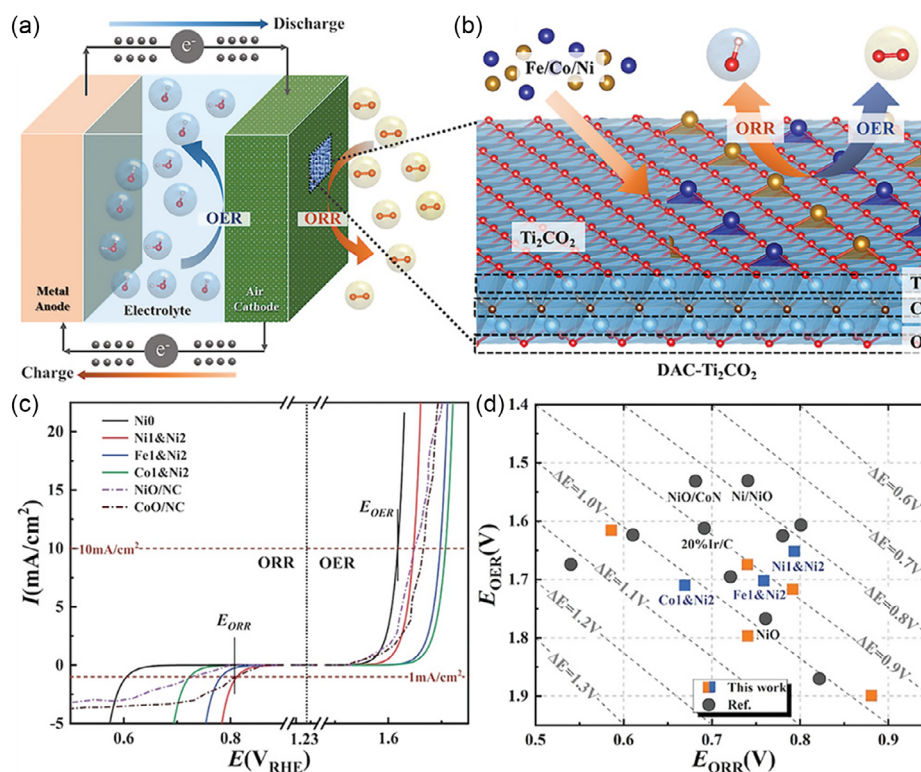 (a)
Discharge
e-
OER
ORR
Metal
Anode
Electrolyte
Air
Cathode
e-
Charge
(b)
Fe/Co/Ni
ORR
OER
Ti₂CO₂
C
O
DAC-Ti₂CO₂
(c)
I(mA/cm²)
20
15
10
5
0
-5
Ni0
Ni1&Ni2
Fe1&Ni2
Co1&Ni2
NiO/NC
CoO/NC
E_OER
10mA/cm²
ORR
OER
E_ORR
1mA/cm²
0.6
0.8
1.23
1.6
E(V_RHE)
(d)
E_OER(V)
1.4
1.5
1.6
1.7
1.8
1.9
ΔE=0.6V
ΔE=0.7V
ΔE=0.8V
ΔE=0.9V
ΔE=1.0V
ΔE=1.1V
ΔE=1.2V
ΔE=1.3V
NiO/CoN
Ni/NiO
20%Ir/C
Ni1&Ni2
Co1&Ni2
Fe1&Ni2
NiO
This work
Ref.
0.5
0.6
0.7
0.8
0.9
E_ORR(V)